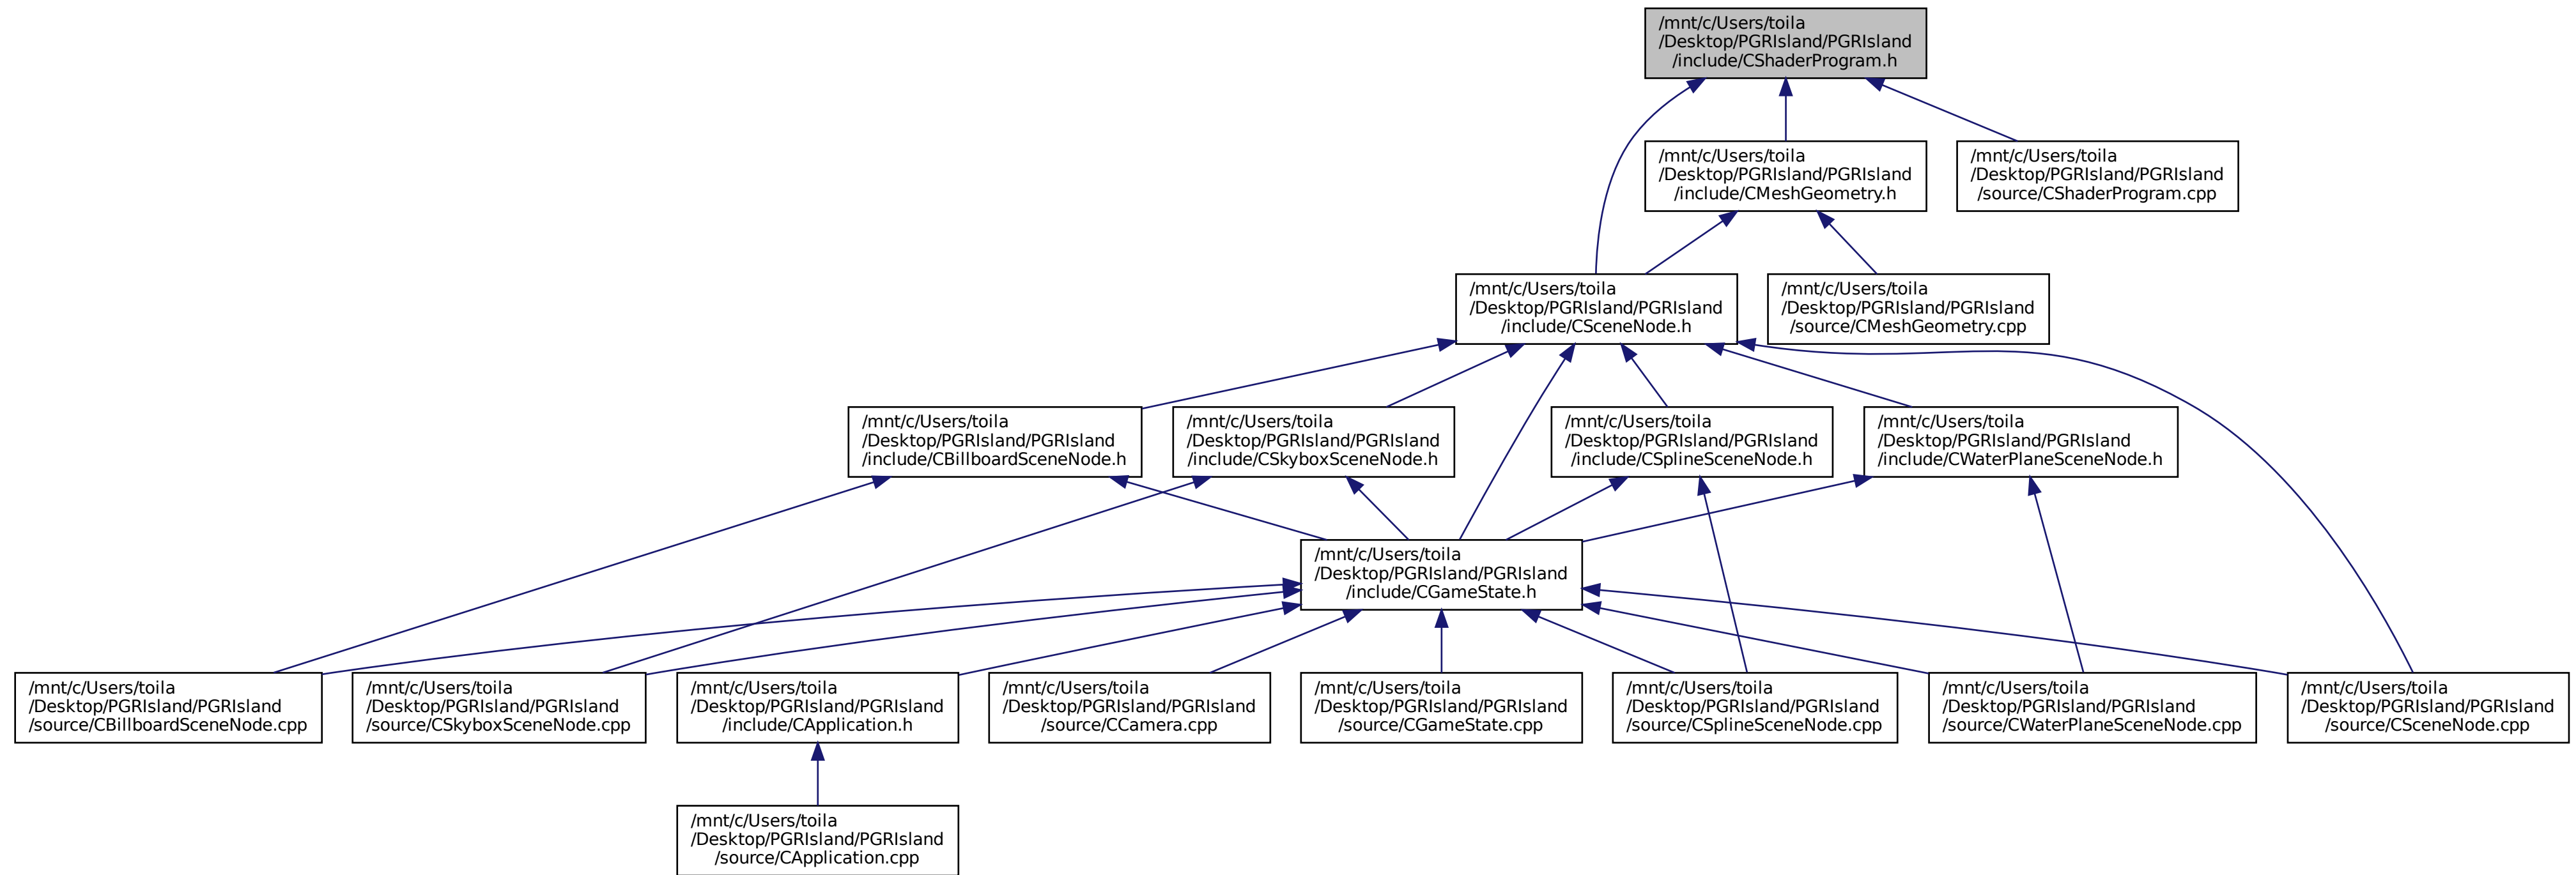 /mnt/c/Users/toila
/Desktop/PGRIsland/PGRIsland
/include/CShaderProgram.h
/mnt/c/Users/toila
/Desktop/PGRIsland/PGRIsland
/include/CMeshGeometry.h
/mnt/c/Users/toila
/Desktop/PGRIsland/PGRIsland
/source/CShaderProgram.cpp
/mnt/c/Users/toila
/Desktop/PGRIsland/PGRIsland
/include/CSceneNode.h
/mnt/c/Users/toila
/Desktop/PGRIsland/PGRIsland
/source/CMeshGeometry.cpp
/mnt/c/Users/toila
/Desktop/PGRIsland/PGRIsland
/include/CBillboardSceneNode.h
/mnt/c/Users/toila
/Desktop/PGRIsland/PGRIsland
/include/CSkyboxSceneNode.h
/mnt/c/Users/toila
/Desktop/PGRIsland/PGRIsland
/include/CSplineSceneNode.h
/mnt/c/Users/toila
/Desktop/PGRIsland/PGRIsland
/include/CWaterPlaneSceneNode.h
/mnt/c/Users/toila
/Desktop/PGRIsland/PGRIsland
/include/CGameState.h
/mnt/c/Users/toila
/Desktop/PGRIsland/PGRIsland
/source/CBillboardSceneNode.cpp
/mnt/c/Users/toila
/Desktop/PGRIsland/PGRIsland
/source/CSkyboxSceneNode.cpp
/mnt/c/Users/toila
/Desktop/PGRIsland/PGRIsland
/include/CApplication.h
/mnt/c/Users/toila
/Desktop/PGRIsland/PGRIsland
/source/CCamera.cpp
/mnt/c/Users/toila
/Desktop/PGRIsland/PGRIsland
/source/CGameState.cpp
/mnt/c/Users/toila
/Desktop/PGRIsland/PGRIsland
/source/CSplineSceneNode.cpp
/mnt/c/Users/toila
/Desktop/PGRIsland/PGRIsland
/source/CWaterPlaneSceneNode.cpp
/mnt/c/Users/toila
/Desktop/PGRIsland/PGRIsland
/source/CSceneNode.cpp
/mnt/c/Users/toila
/Desktop/PGRIsland/PGRIsland
/source/CApplication.cpp